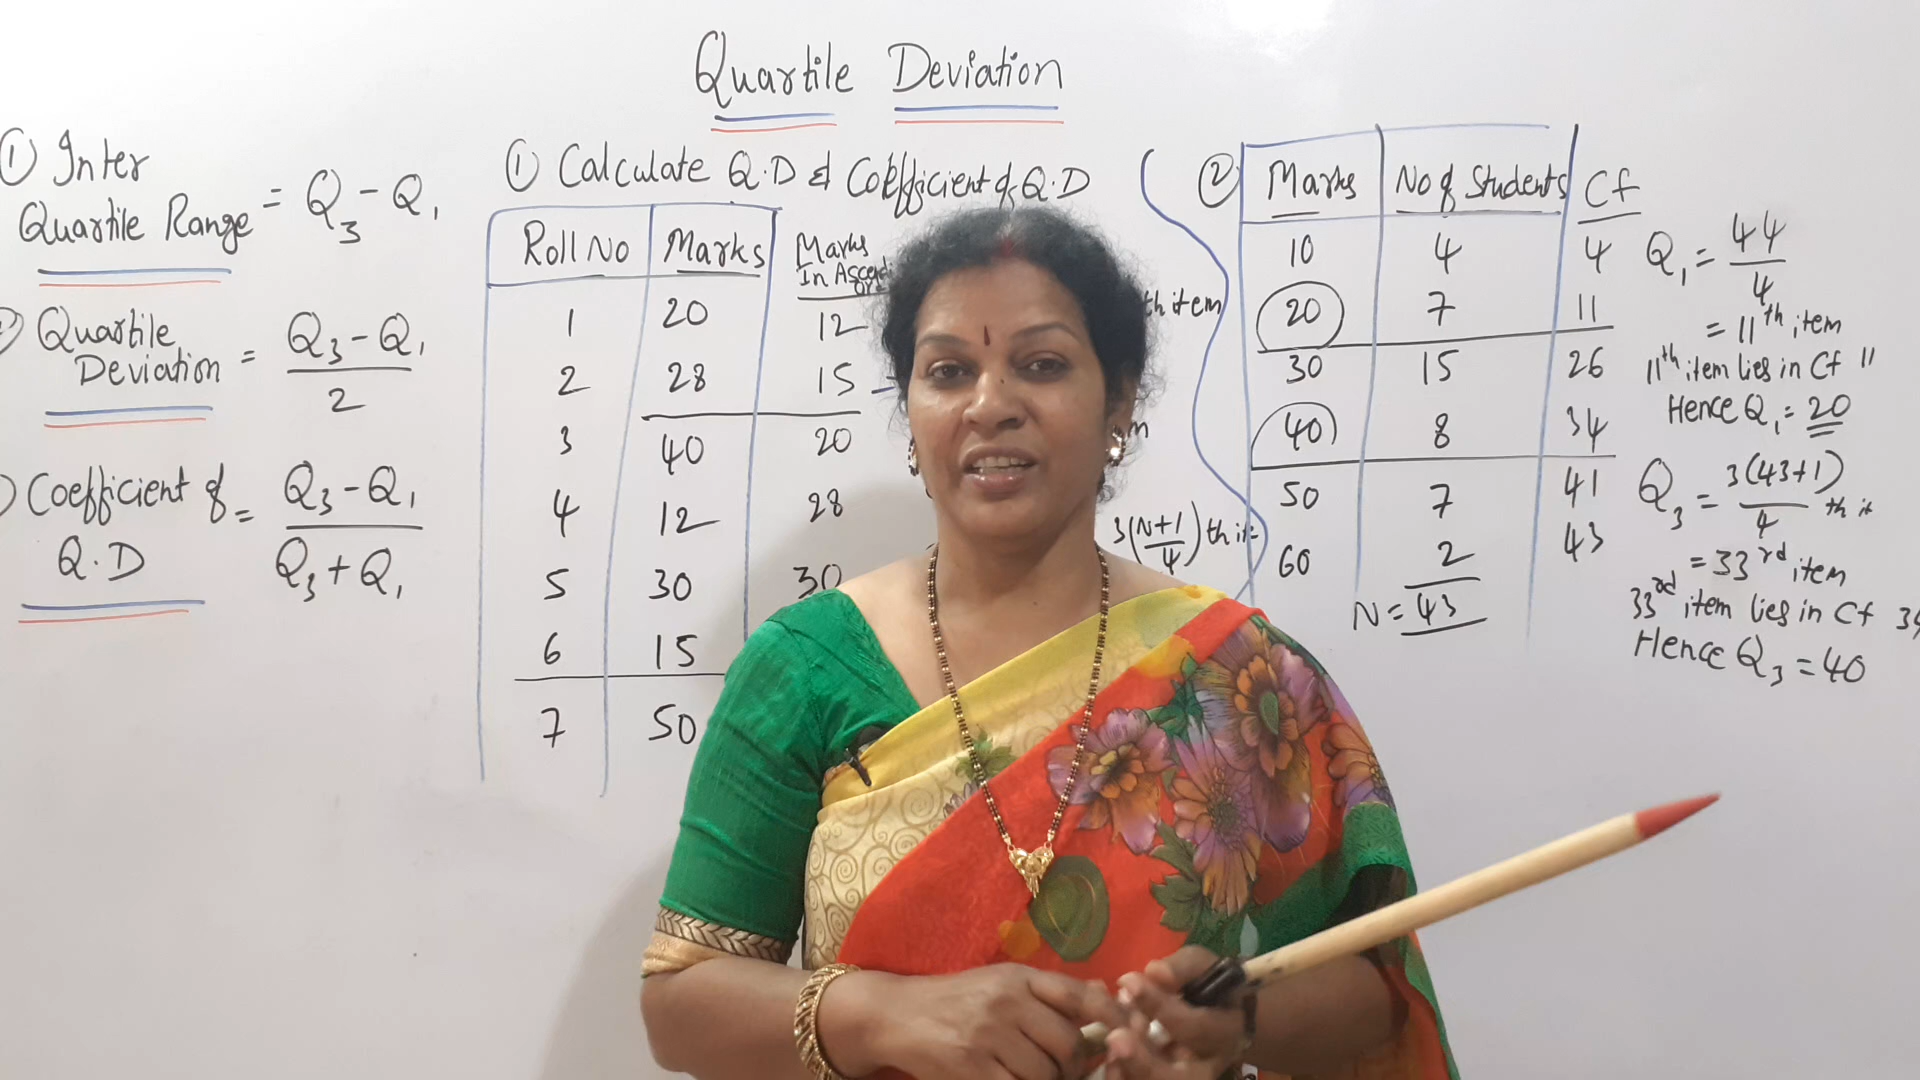 Quartile Deviation
① Inter
Quartile Range = Q₃ - Q₁
Quartile
Deviation = Q₃ - Q₁ / 2
Coefficient of
Q.D = Q₃ - Q₁ / Q₃ + Q₁
① Calculate Q.D & Coefficient of Q.D
Roll No Marks Marks
In
1 20 12
2 28 15
3 40 20
4 12 28
5 30 30
6 15
7 50
th item
3(N+1/4) th it
② Marks No of Students Cf
10 4 4
20 7 11
30 15 26
40 8 34
50 7 41
60 2 43
N = 43
Q₁ = 44/4
= 11th item
11th item lies in Cf 11
Hence Q₁ = 20
Q₃ = 3(43+1)/4 th it
= 33rd item
33rd item lies in Cf 34
Hence Q₃ = 40